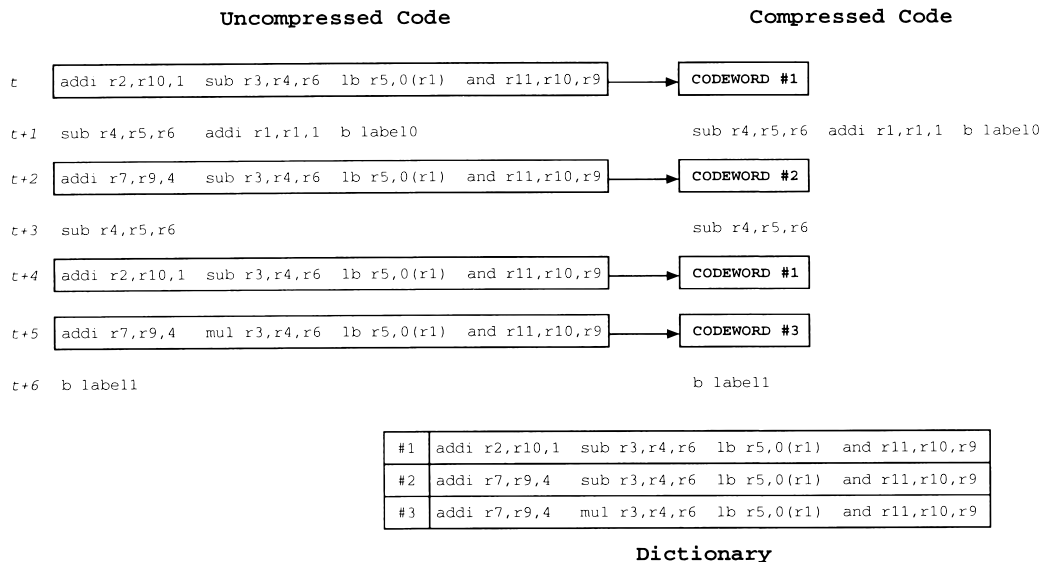 Uncompressed Code Compressed Code
t addi r2,r10,1 sub r3,r4,r6 lb r5,0(r1) and r11,r10,r9 CODEWORD #1
t+1 sub r4,r5,r6 addi r1,r1,1 b label0 sub r4,r5,r6 addi r1,r1,1 b label0
t+2 addi r7,r9,4 sub r3,r4,r6 lb r5,0(r1) and r11,r10,r9 CODEWORD #2
t+3 sub r4,r5,r6 sub r4,r5,r6
t+4 addi r2,r10,1 sub r3,r4,r6 lb r5,0(r1) and r11,r10,r9 CODEWORD #1
t+5 addi r7,r9,4 mul r3,r4,r6 lb r5,0(r1) and r11,r10,r9 CODEWORD #3
t+6 b label1 b label1
#1 addi r2,r10,1 sub r3,r4,r6 lb r5,0(r1) and r11,r10,r9
#2 addi r7,r9,4 sub r3,r4,r6 lb r5,0(r1) and r11,r10,r9
#3 addi r7,r9,4 mul r3,r4,r6 lb r5,0(r1) and r11,r10,r9
Dictionary